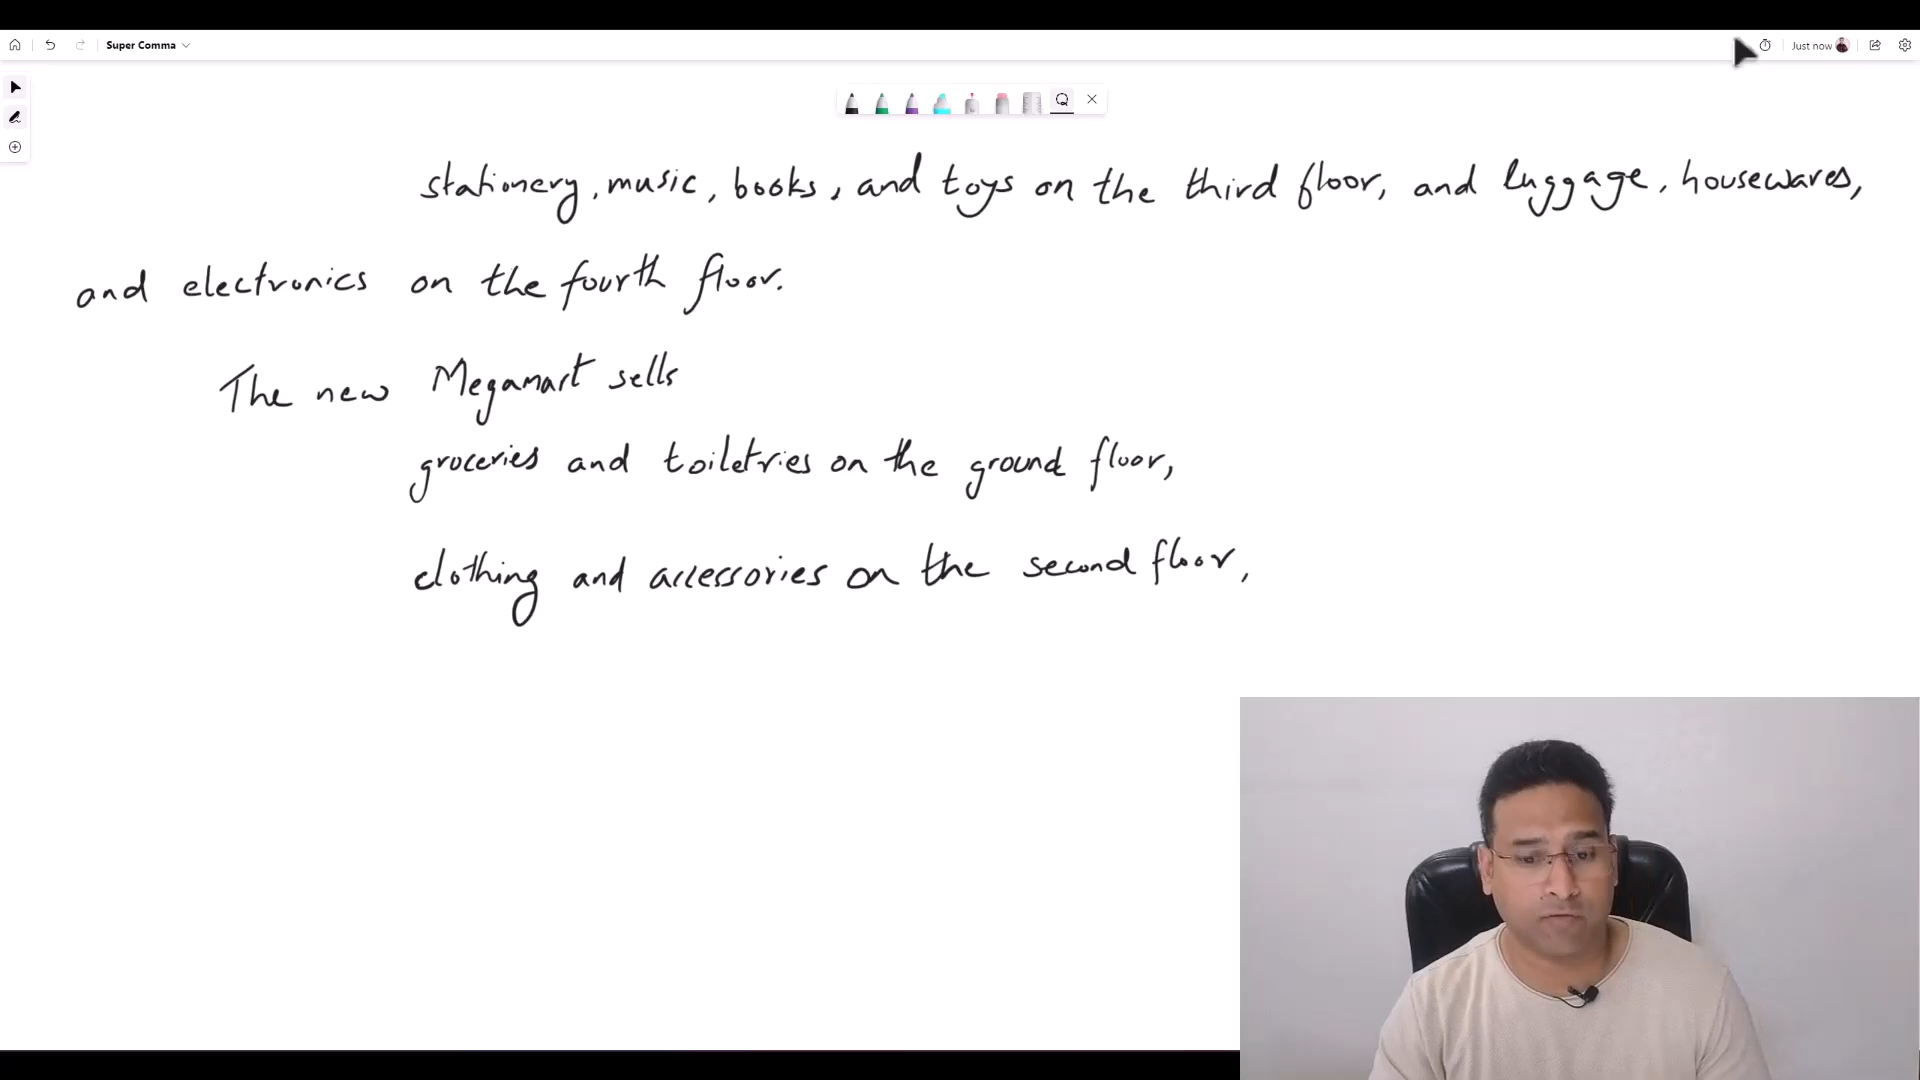 Super Comma
Just now
stationery, music, books, and toys on the third floor, and luggage, housewares,
and electronics on the fourth floor.
The new Megamart sells
groceries and toiletries on the ground floor,
clothing and accessories on the second floor,